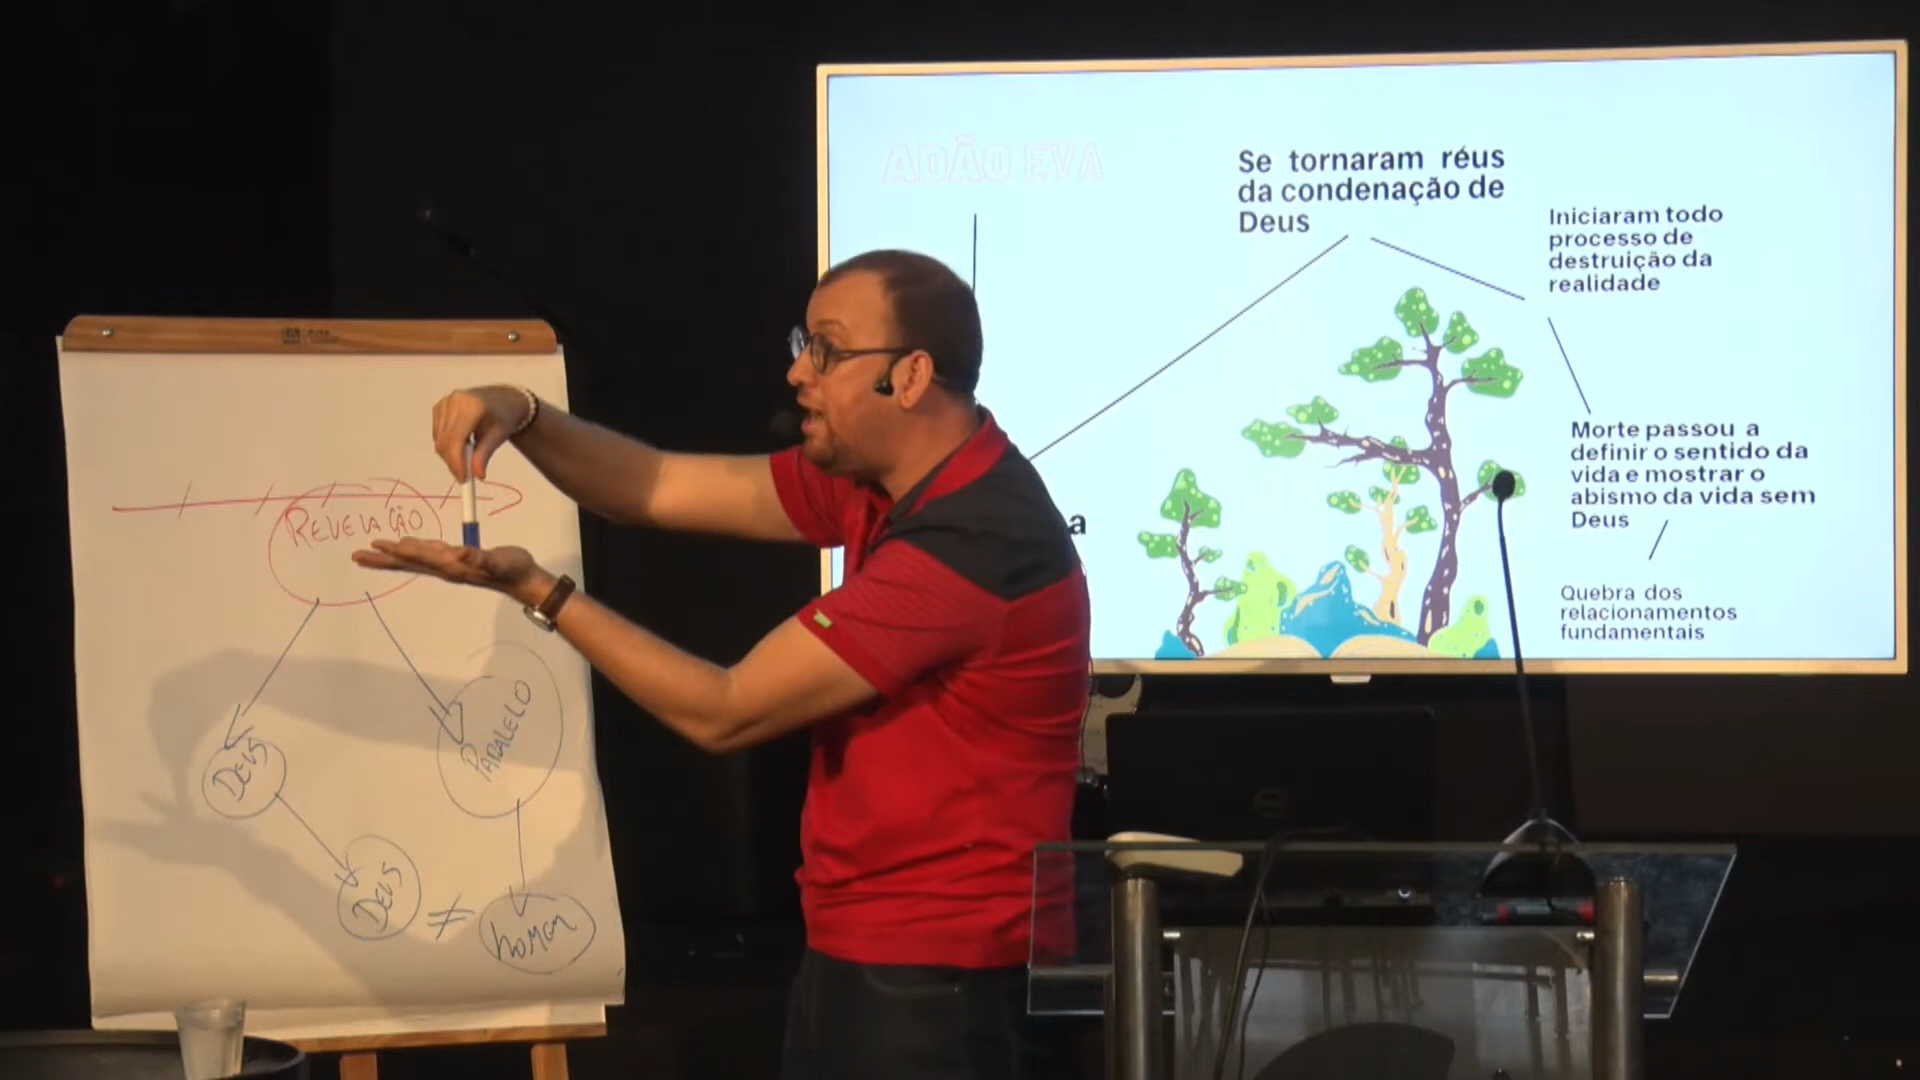 REVELAÇÃO
DEUS
PARALELO
DEUS
≠
HOMEM
ADÃO EVA
Se tornaram réus
da condenação de
Deus
Iniciaram todo
processo de
destruição da
realidade
Morte passou a
definir o sentido da
vida e mostrar o
abismo da vida sem
Deus
Quebra dos
relacionamentos
fundamentais
a